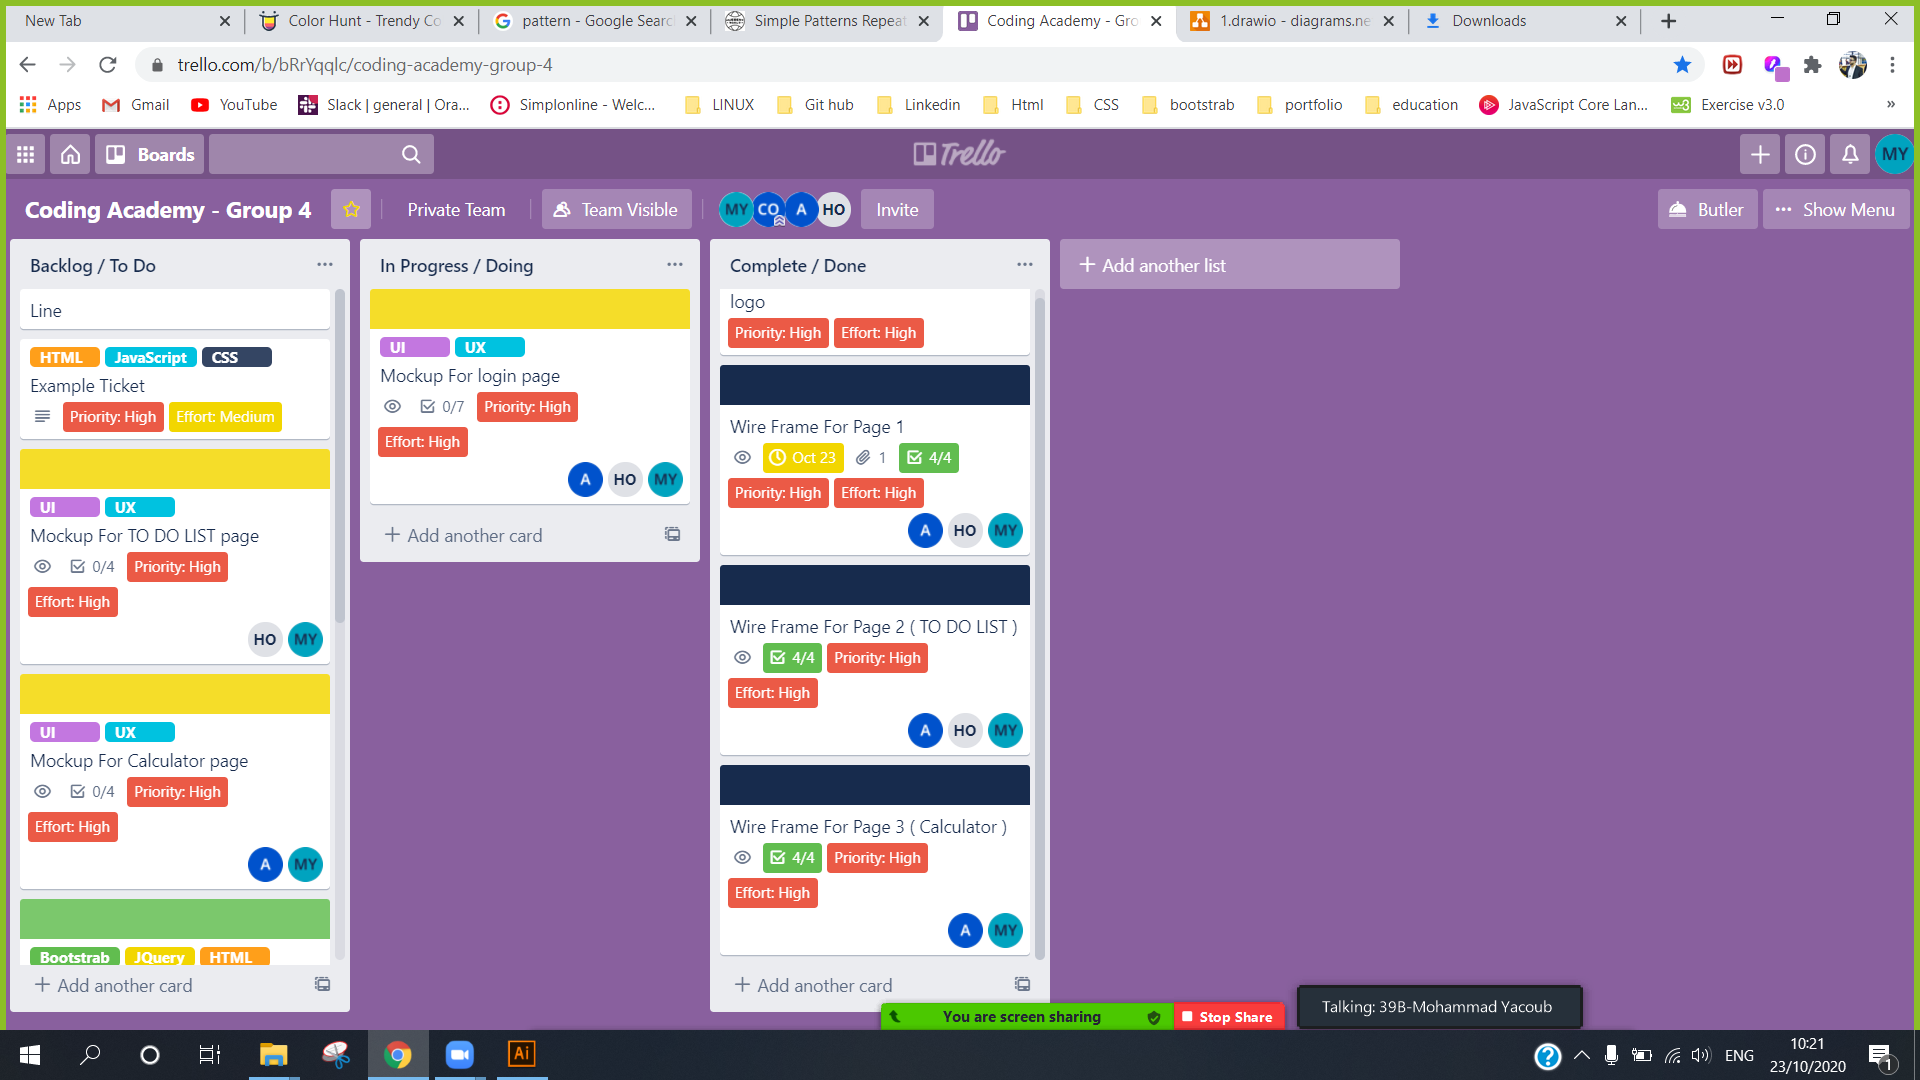 New Tab
Color Hunt - Trendy Co
pattern - Google Searc
Simple Patterns Repeat
Coding Academy - Gro
1.drawio - diagrams.ne
Downloads
trello.com/b/bRrYqqlc/coding-academy-group-4
Apps
Gmail
YouTube
Slack | general | Ora...
Simplonline - Welc...
LINUX
Git hub
Linkedin
Html
CSS
bootstrab
portfolio
education
JavaScript Core Lan...
Exercise v3.0
»
Boards
Trello
MY
Coding Academy - Group 4
Private Team
Team Visible
MY
CO
A
HO
Invite
Butler
Show Menu
Backlog / To Do
Line
HTML
JavaScript
CSS
Example Ticket
Priority: High
Effort: Medium
UI
UX
Mockup For TO DO LIST page
0/4
Priority: High
Effort: High
HO
MY
UI
UX
Mockup For Calculator page
0/4
Priority: High
Effort: High
A
MY
Bootstrab
JQuery
HTML
+ Add another card
In Progress / Doing
UI
UX
Mockup For login page
0/7
Priority: High
Effort: High
A
HO
MY
+ Add another card
Complete / Done
logo
Priority: High
Effort: High
Wire Frame For Page 1
Oct 23
1
4/4
Priority: High
Effort: High
A
HO
MY
Wire Frame For Page 2 ( TO DO LIST )
4/4
Priority: High
Effort: High
A
HO
MY
Wire Frame For Page 3 ( Calculator )
4/4
Priority: High
Effort: High
A
MY
+ Add another card
+ Add another list
You are screen sharing
Stop Share
Talking: 39B-Mohammad Yacoub
Ai
ENG
10:21
23/10/2020
1